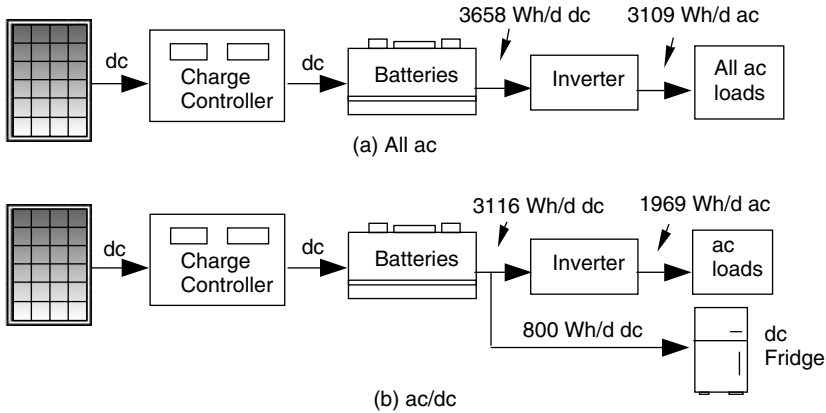 3658 Wh/d dc
3109 Wh/d ac
dc
Charge
Controller
dc
Batteries
Inverter
All ac
loads
(a) All ac
3116 Wh/d dc
1969 Wh/d ac
dc
Charge
Controller
dc
Batteries
Inverter
ac
loads
800 Wh/d dc
dc
Fridge
(b) ac/dc